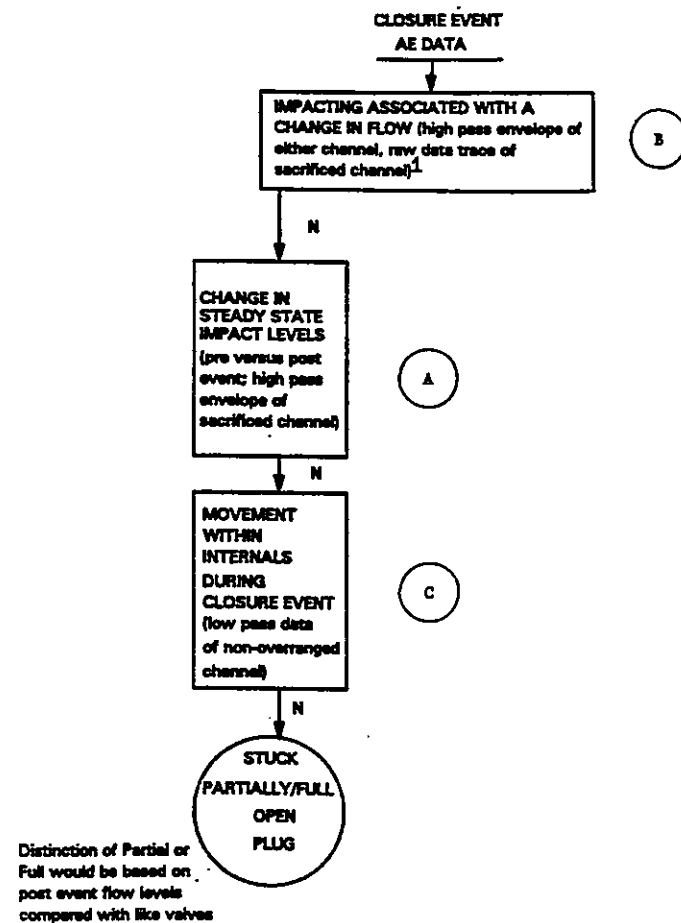 CLOSURE EVENT
AE DATA
IMPACTING ASSOCIATED WITH A
CHANGE IN FLOW (high pass envelope of
either channel, raw data trace of
sacrificed channel)1
B
N
CHANGE IN
STEADY STATE
IMPACT LEVELS
(pre versus post
event; high pass
envelope of
sacrificed channel)
A
N
MOVEMENT
WITHIN
INTERNALS
DURING
CLOSURE EVENT
(low pass data
of non-overranged
channel)
C
N
STUCK
PARTIALLY/FULL
OPEN
PLUG
Distinction of Partial or
Full would be based on
post event flow levels
compared with like valves